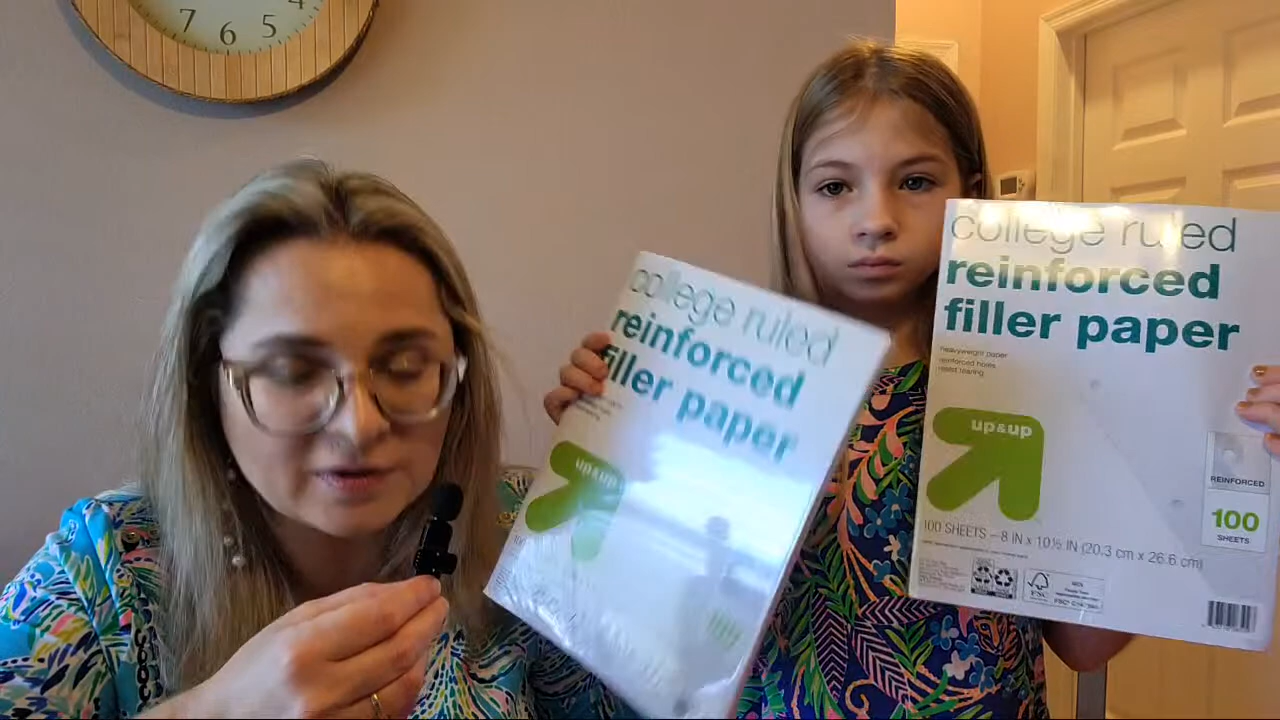 7 6 5 4
college ruled
reinforced
filler paper
up&up
college ruled
reinforced
filler paper
heavyweight paper
reinforced holes
resist tearing
up&up
REINFORCED
100
SHEETS
100 SHEETS – 8 IN x 10½ IN (20.3 cm x 26.6 cm)
FSC